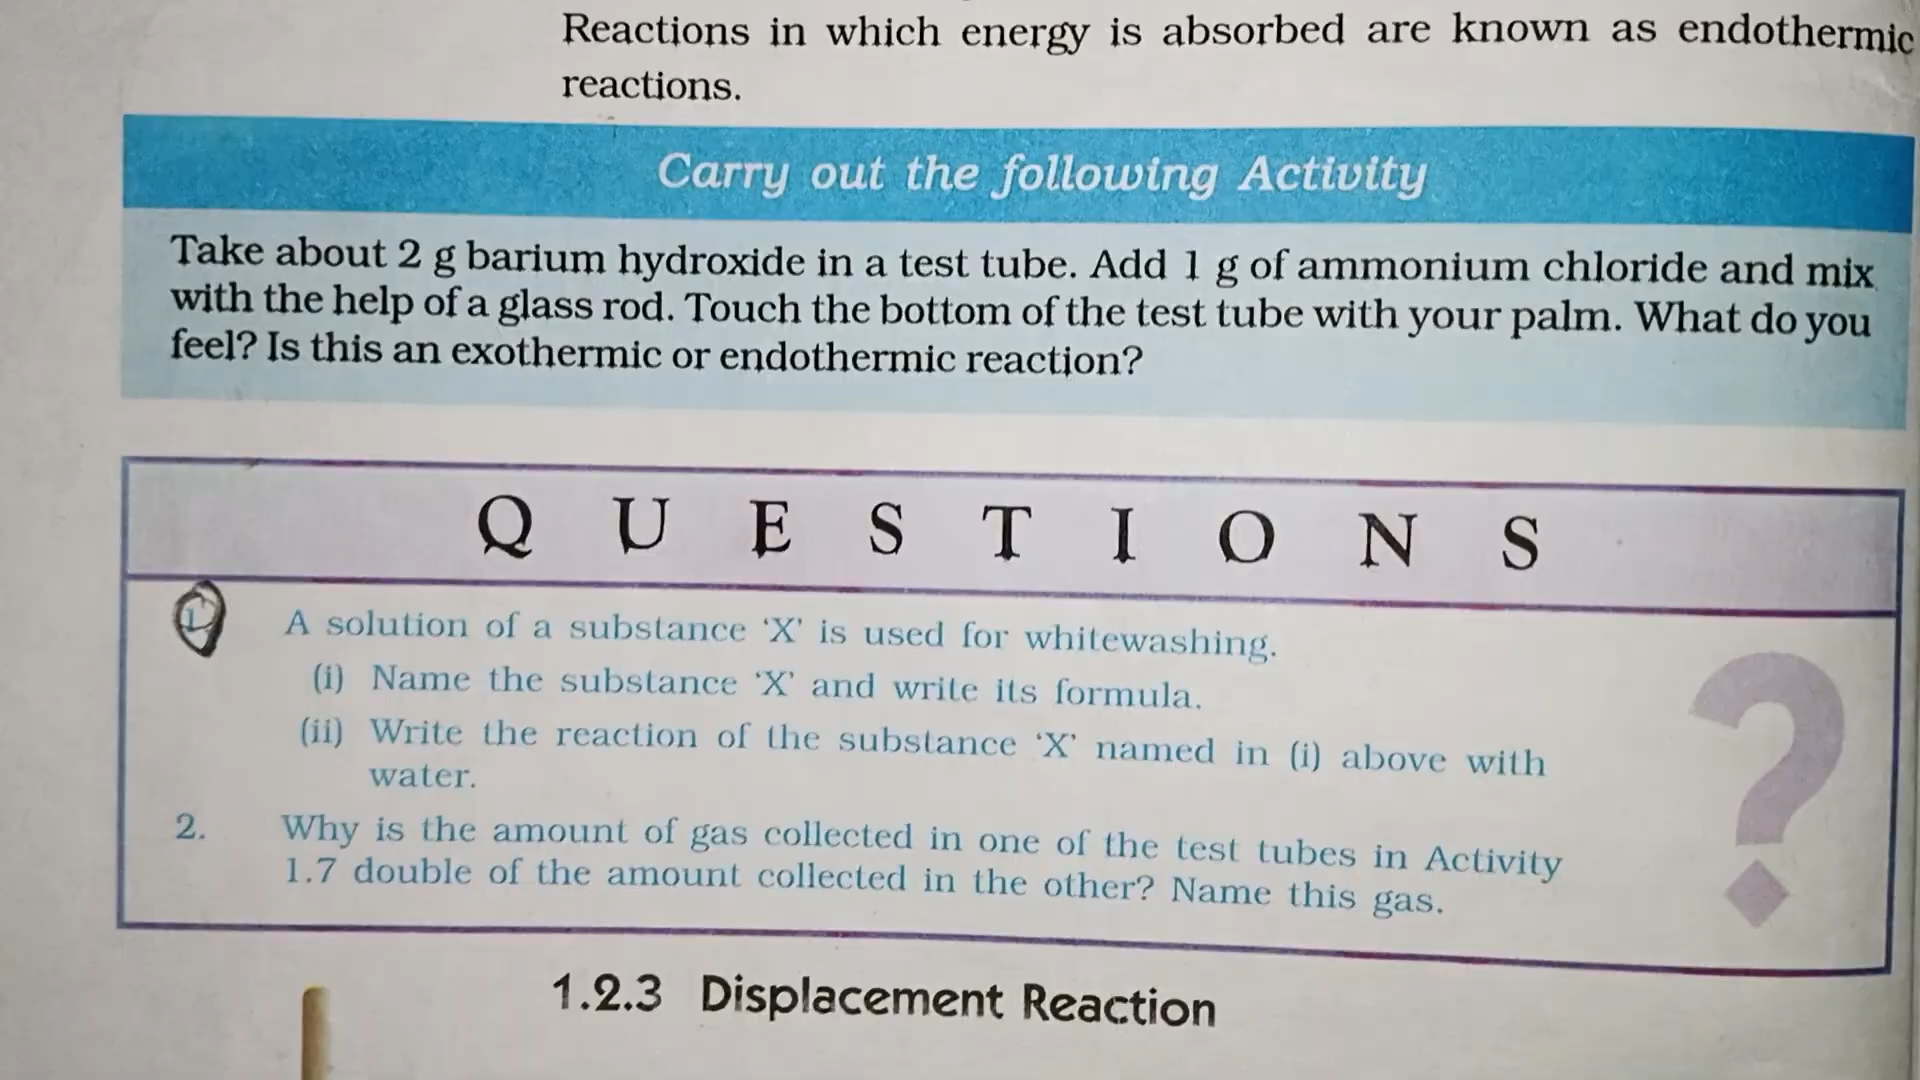 Reactions in which energy is absorbed are known as endothermic
reactions.
Carry out the following Activity
Take about 2 g barium hydroxide in a test tube. Add 1 g of ammonium chloride and mix
with the help of a glass rod. Touch the bottom of the test tube with your palm. What do you
feel? Is this an exothermic or endothermic reaction?
QUESTIONS
1. A solution of a substance ‘X’ is used for whitewashing.
(i) Name the substance ‘X’ and write its formula.
(ii) Write the reaction of the substance ‘X’ named in (i) above with
water.
2. Why is the amount of gas collected in one of the test tubes in Activity
1.7 double of the amount collected in the other? Name this gas.
?
1.2.3 Displacement Reaction